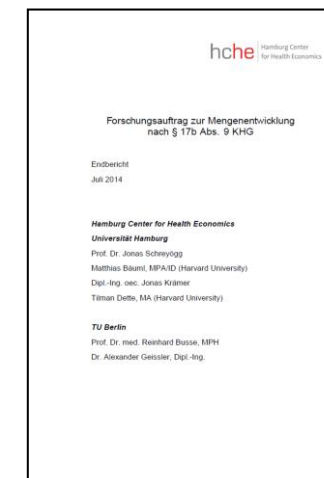 hche Hamburg Center
for Health Economics
Forschungsauftrag zur Mengenentwicklung
nach § 17b Abs. 9 KHG
Endbericht
Juli 2014
Hamburg Center for Health Economics
Universität Hamburg
Prof. Dr. Jonas Schreyögg
Matthias Bäuml, MPA/ID (Harvard University)
Dipl.-Ing. oec. Jonas Krämer
Tilman Dette, MA (Harvard University)
TU Berlin
Prof. Dr. med. Reinhard Busse, MPH
Dr. Alexander Geissler, Dipl.-Ing.